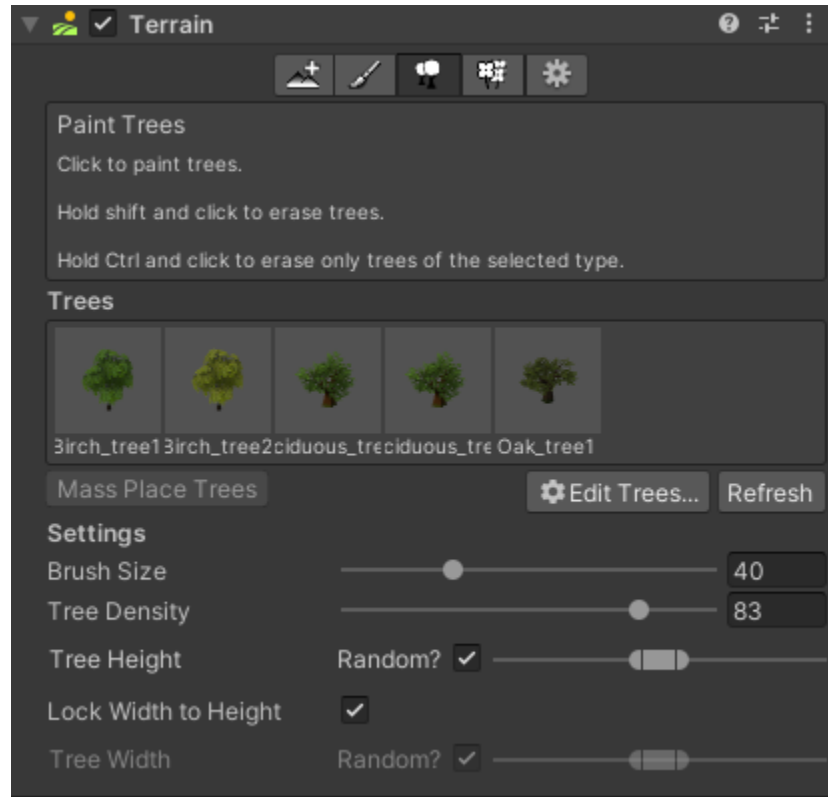 Terrain
Paint Trees
Click to paint trees.
Hold shift and click to erase trees.
Hold Ctrl and click to erase only trees of the selected type.
Trees
Birch_tree1 Birch_tree2 ciduous_tre ciduous_tre Oak_tree1
Mass Place Trees Edit Trees... Refresh
Settings
Brush Size 40
Tree Density 83
Tree Height Random?
Lock Width to Height
Tree Width Random?